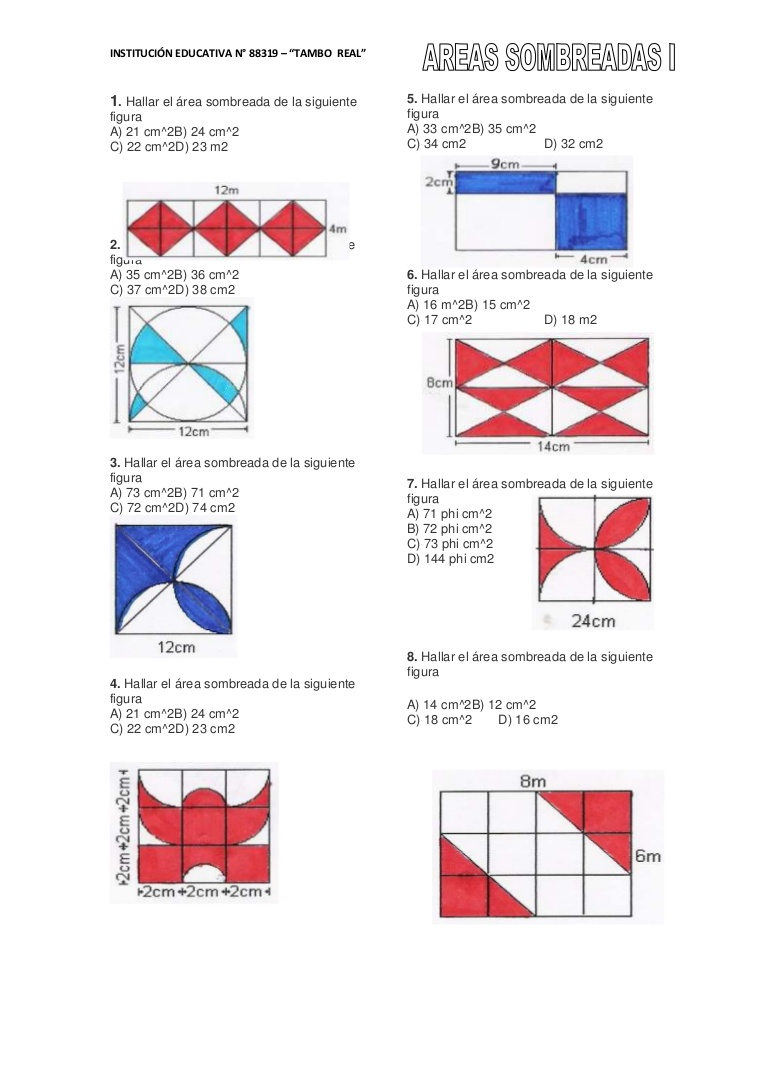 INSTITUCIÓN EDUCATIVA N° 88319 – “TAMBO REAL”
AREAS SOMBREADAS I
1. Hallar el área sombreada de la siguiente
figura
A) 21 cm^2B) 24 cm^2
C) 22 cm^2D) 23 m2
12m
4m
2.
e
figura
A) 35 cm^2B) 36 cm^2
C) 37 cm^2D) 38 cm2
12cm
12cm
3. Hallar el área sombreada de la siguiente
figura
A) 73 cm^2B) 71 cm^2
C) 72 cm^2D) 74 cm2
12cm
4. Hallar el área sombreada de la siguiente
figura
A) 21 cm^2B) 24 cm^2
C) 22 cm^2D) 23 cm2
2cm+2cm+2cm
2cm+2cm+2cm
5. Hallar el área sombreada de la siguiente
figura
A) 33 cm^2B) 35 cm^2
C) 34 cm2 D) 32 cm2
9cm
2cm
4cm
6. Hallar el área sombreada de la siguiente
figura
A) 16 m^2B) 15 cm^2
C) 17 cm^2 D) 18 m2
8cm
14cm
7. Hallar el área sombreada de la siguiente
figura
A) 71 phi cm^2
B) 72 phi cm^2
C) 73 phi cm^2
D) 144 phi cm2
24cm
8. Hallar el área sombreada de la siguiente
figura
A) 14 cm^2B) 12 cm^2
C) 18 cm^2 D) 16 cm2
8m
6m